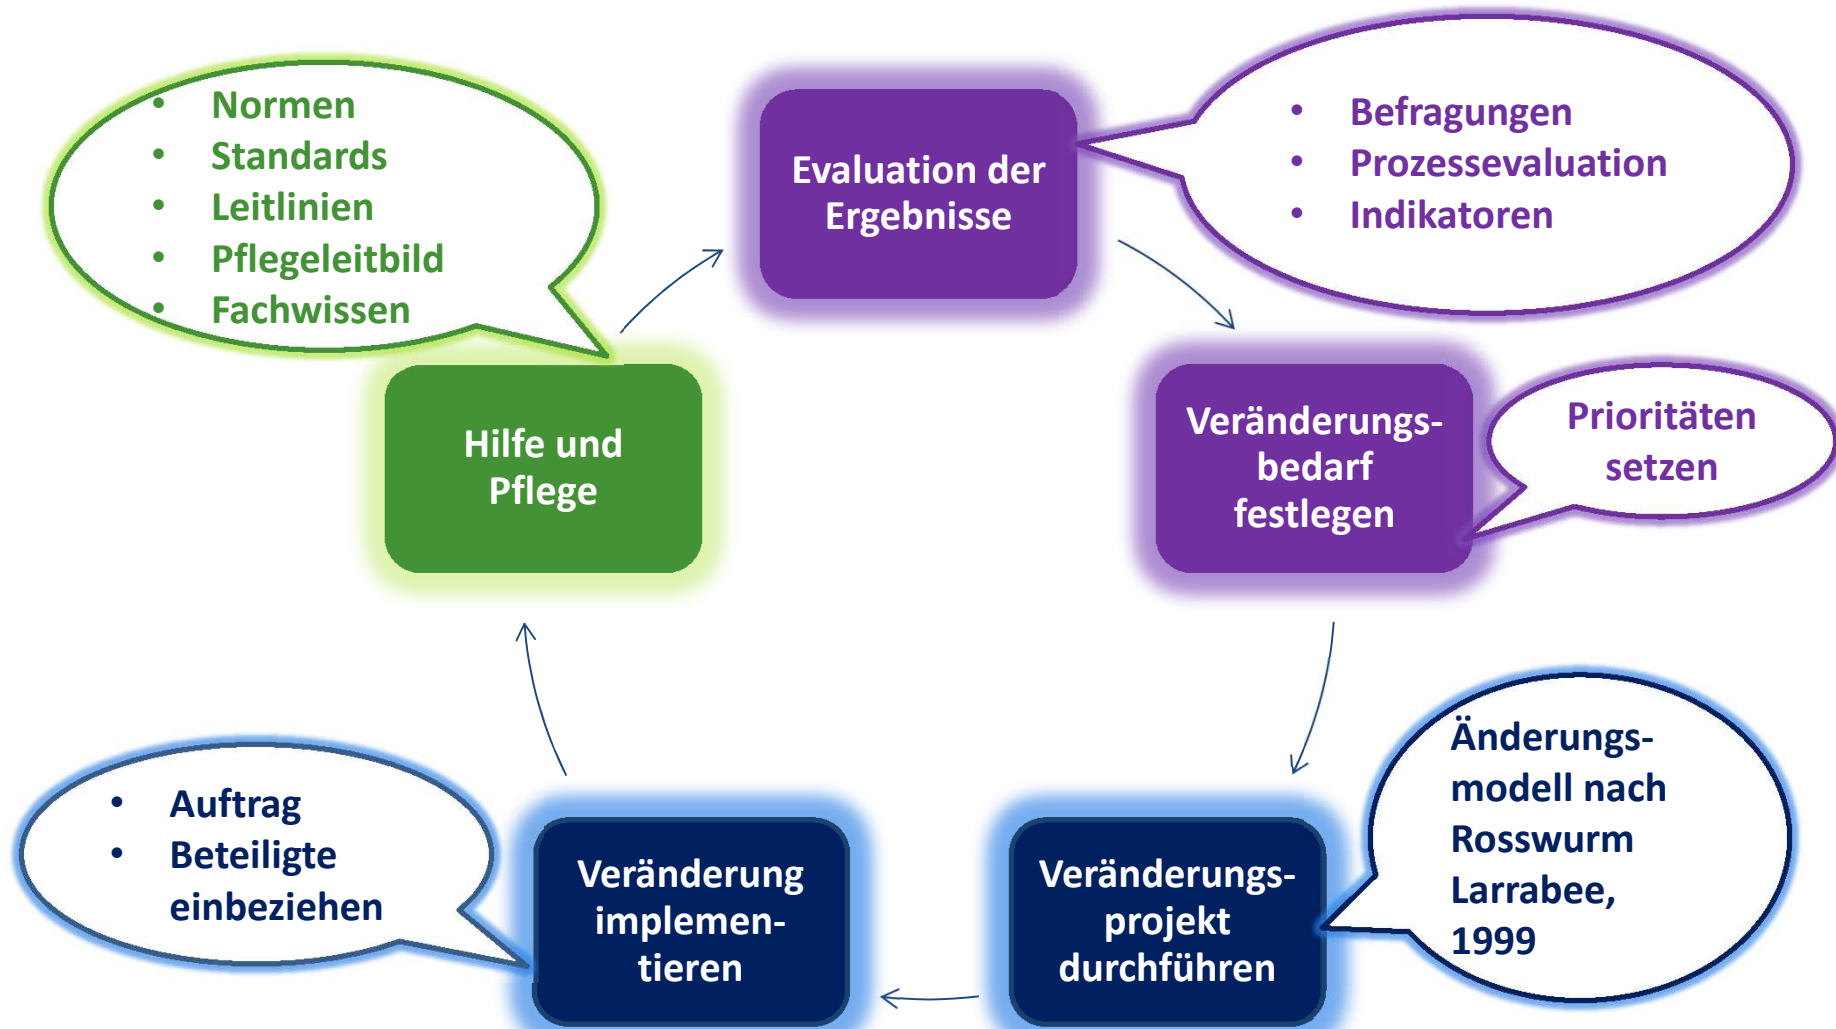 • Normen
• Standards
• Leitlinien
• Pflegeleitbild
• Fachwissen
Evaluation der
Ergebnisse
• Befragungen
• Prozessevaluation
• Indikatoren
Hilfe und
Pflege
Veränderungs-
bedarf
festlegen
Prioritäten
setzen
• Auftrag
• Beteiligte
einbeziehen
Veränderung
implemen-
tieren
Veränderungs-
projekt
durchführen
Änderungs-
modell nach
Rosswurm
Larrabee,
1999